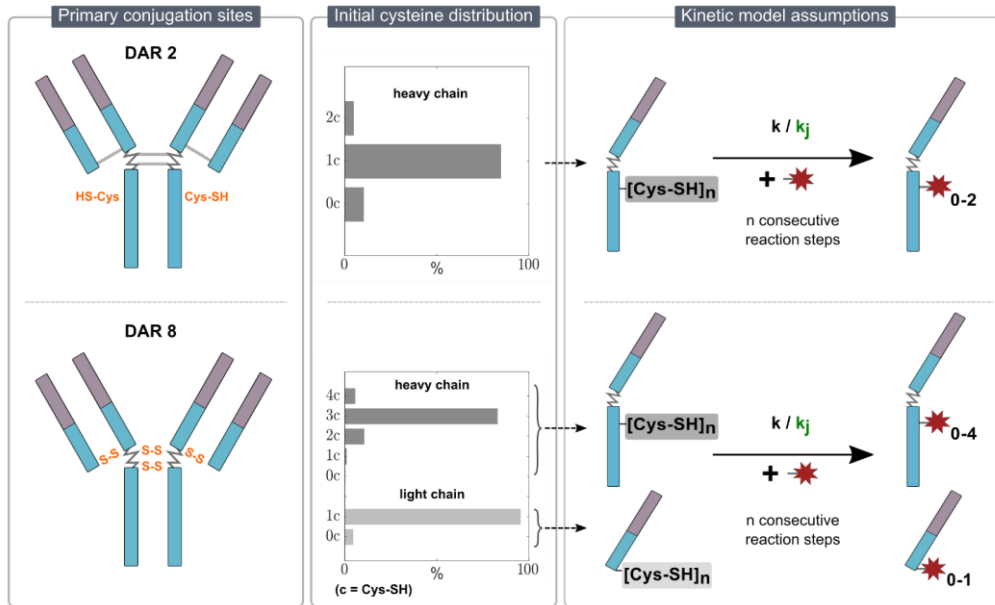 Primary conjugation sites
Initial cysteine distribution
Kinetic model assumptions
DAR 2
HS-Cys
Cys-SH
heavy chain
2c
1c
0c
0
100
%
k / kj
[Cys-SH]n
+
0-2
n consecutive
reaction steps
DAR 8
S-S
S-S
S-S
S-S
heavy chain
4c
3c
2c
1c
0c
light chain
1c
0c
0
100
%
(c = Cys-SH)
[Cys-SH]n
k / kj
+
0-4
n consecutive
reaction steps
[Cys-SH]n
0-1